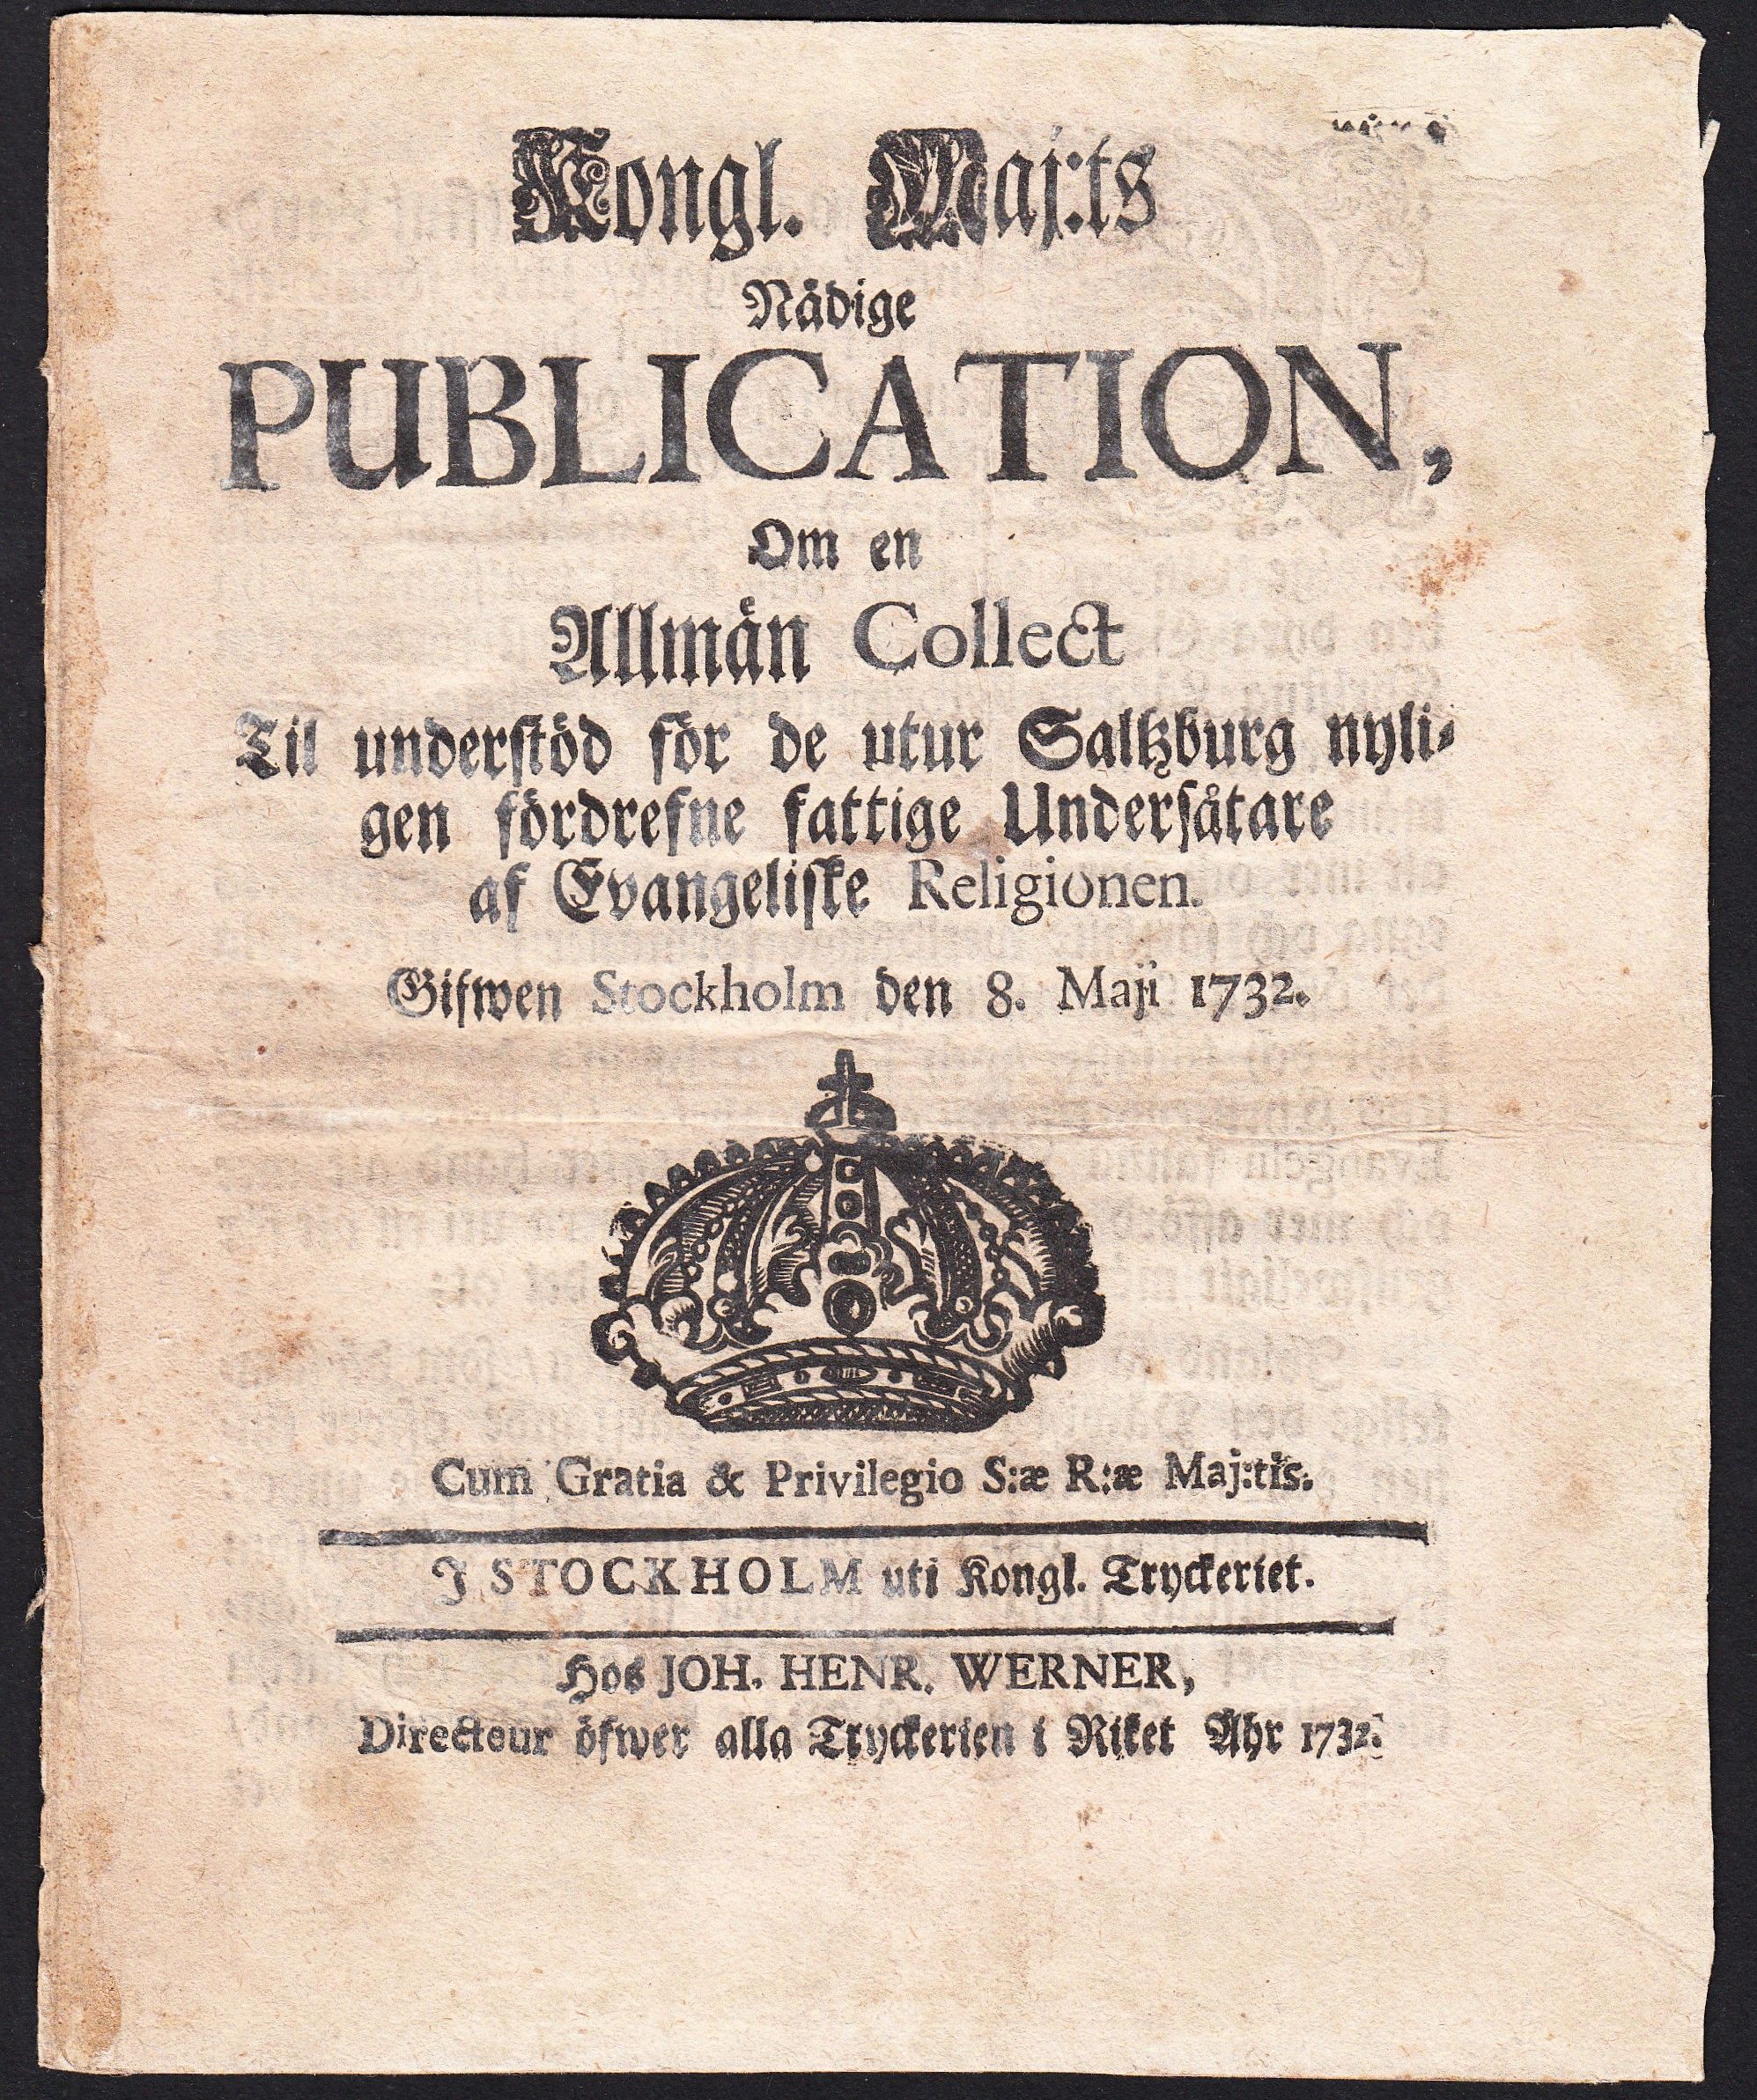 Kongl. Maj:ts
Nådige
PUBLICATION,
Om en
Allmän Collect
Til understöd för de utur Saltzburg nyli-
gen fördrefne fattige Undersåtare
af Evangeliske Religionen.
Gifwen Stockholm den 8. Maji 1732.
Cum Gratia & Privilegio S:æ R:æ Maj:tis.
J STOCKHOLM uti Kongl. Tryckeriet.
Hos JOH. HENR. WERNER,
Directeur öfwer alla Tryckerien i Riket Åhr 1732.